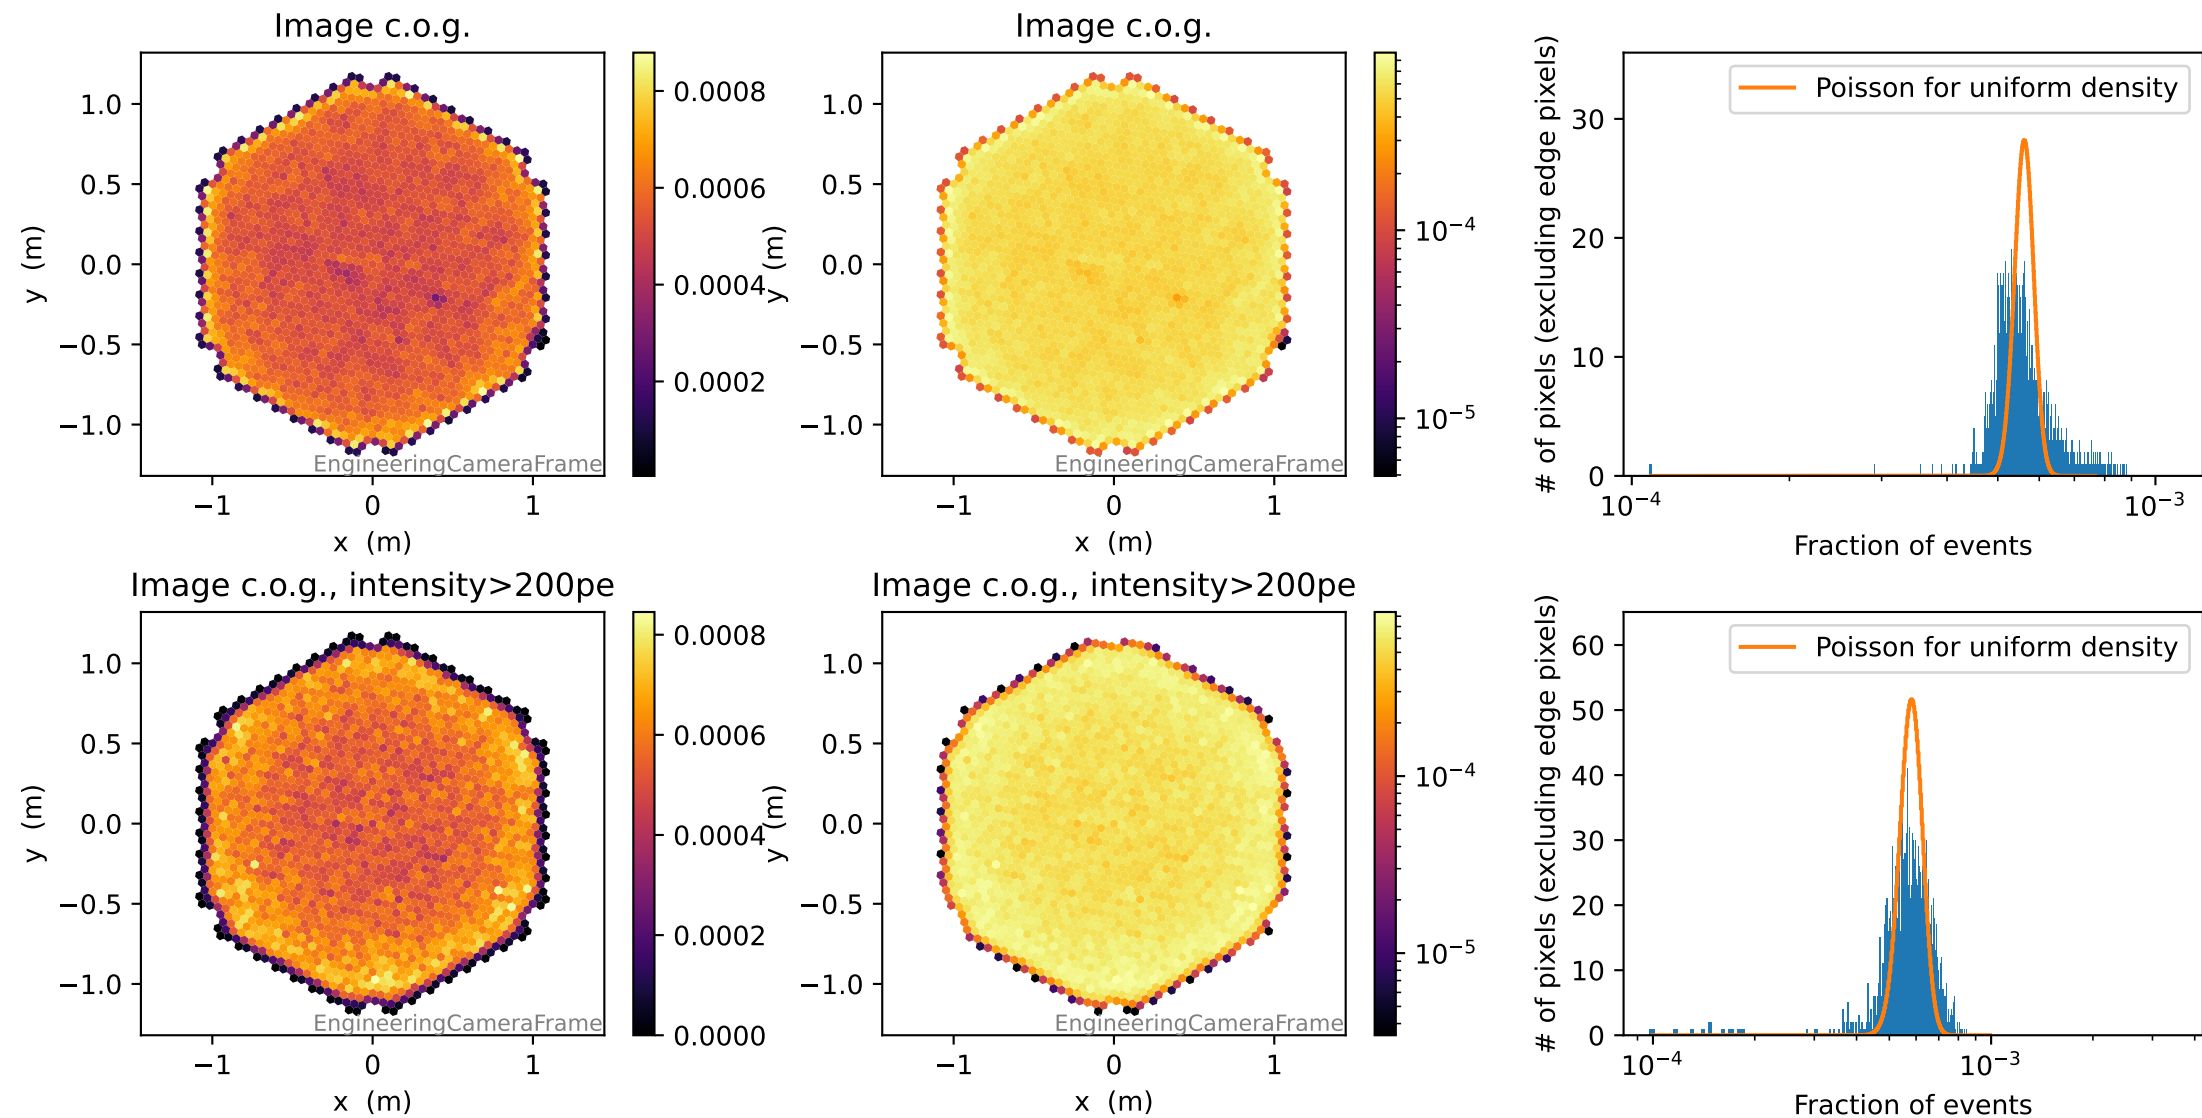 Image c.o.g.
1.0
0.5
0.0
−0.5
−1.0
y (m)
−1
0
1
x (m)
EngineeringCameraFrame
0.0008
0.0006
0.0004
0.0002
Image c.o.g.
1.0
0.5
0.0
−0.5
−1.0
y (m)
−1
0
1
x (m)
EngineeringCameraFrame
10⁻⁴
10⁻⁵
# of pixels (excluding edge pixels)
30
20
10
0
Poisson for uniform density
10⁻⁴
10⁻³
Fraction of events
Image c.o.g., intensity>200pe
1.0
0.5
0.0
−0.5
−1.0
y (m)
−1
0
1
x (m)
EngineeringCameraFrame
0.0008
0.0006
0.0004
0.0002
0.0000
Image c.o.g., intensity>200pe
1.0
0.5
0.0
−0.5
−1.0
y (m)
−1
0
1
x (m)
EngineeringCameraFrame
10⁻⁴
10⁻⁵
# of pixels (excluding edge pixels)
60
50
40
30
20
10
0
Poisson for uniform density
10⁻⁴
10⁻³
Fraction of events